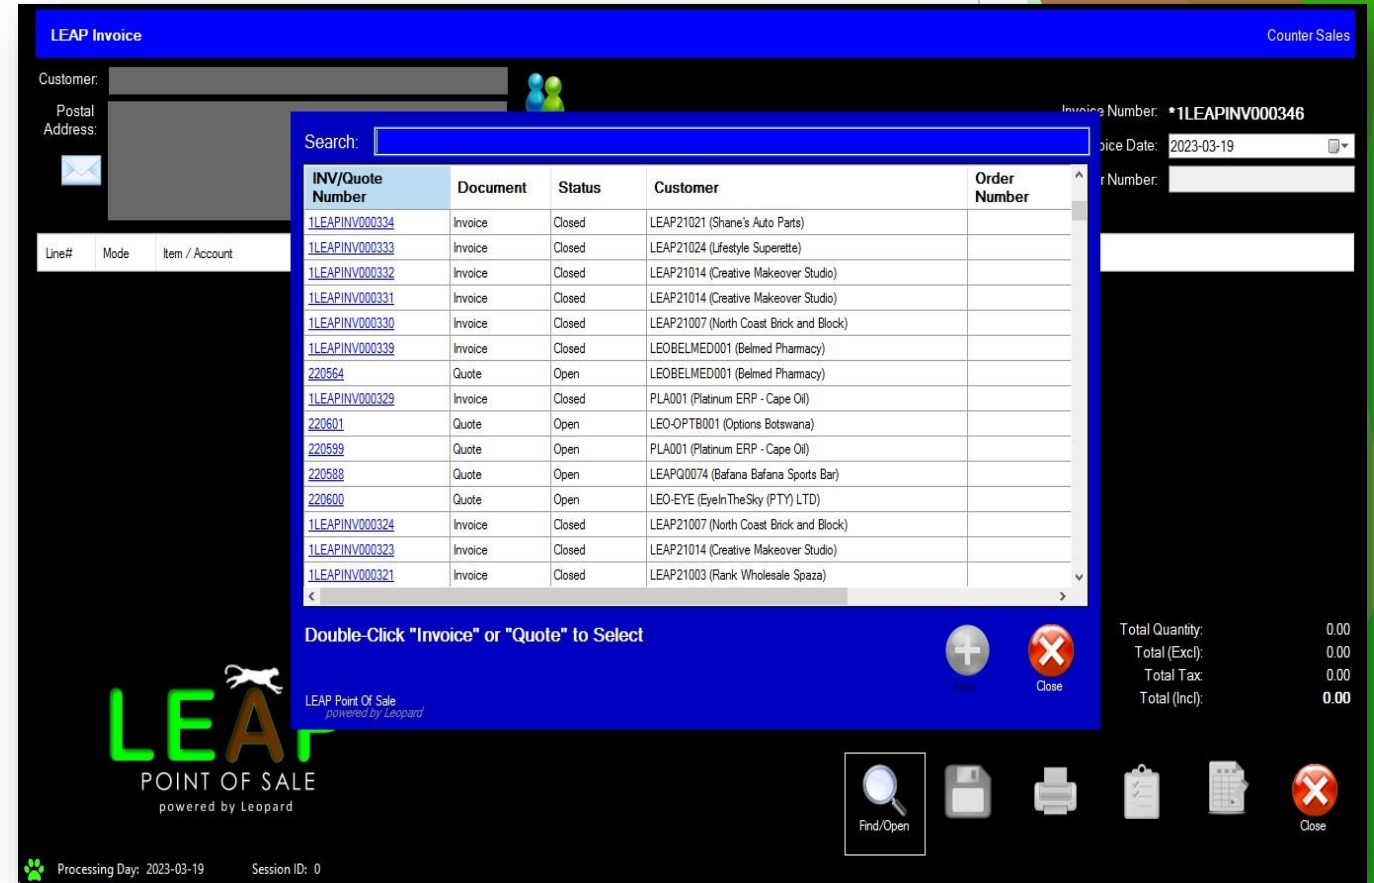 LEAP Invoice
Counter Sales
Customer:
Postal
Address:
Invoice Number: *1LEAPINV000346
oice Date: 2023-03-19
r Number:
Line# Mode Item / Account
Search:
INV/Quote Number Document Status Customer Order Number
1LEAPINV000334 Invoice Closed LEAP21021 (Shane's Auto Parts)
1LEAPINV000333 Invoice Closed LEAP21024 (Lifestyle Superette)
1LEAPINV000332 Invoice Closed LEAP21014 (Creative Makeover Studio)
1LEAPINV000331 Invoice Closed LEAP21014 (Creative Makeover Studio)
1LEAPINV000330 Invoice Closed LEAP21007 (North Coast Brick and Block)
1LEAPINV000339 Invoice Closed LEOBELMED001 (Belmed Pharmacy)
220564 Quote Open LEOBELMED001 (Belmed Pharmacy)
1LEAPINV000329 Invoice Closed PLA001 (Platinum ERP - Cape Oil)
220601 Quote Open LEO-OPTB001 (Options Botswana)
220599 Quote Open PLA001 (Platinum ERP - Cape Oil)
220588 Quote Open LEAPQ0074 (Bafana Bafana Sports Bar)
220600 Quote Open LEO-EYE (EyeInTheSky (PTY) LTD)
1LEAPINV000324 Invoice Closed LEAP21007 (North Coast Brick and Block)
1LEAPINV000323 Invoice Closed LEAP21014 (Creative Makeover Studio)
1LEAPINV000321 Invoice Closed LEAP21003 (Rank Wholesale Spaza)
Double-Click "Invoice" or "Quote" to Select
Close
LEAP Point Of Sale
powered by Leopard
Total Quantity: 0.00
Total (Excl): 0.00
Total Tax: 0.00
Total (Incl): 0.00
LEAP
POINT OF SALE
powered by Leopard
Find/Open
Close
Processing Day: 2023-03-19 Session ID: 0